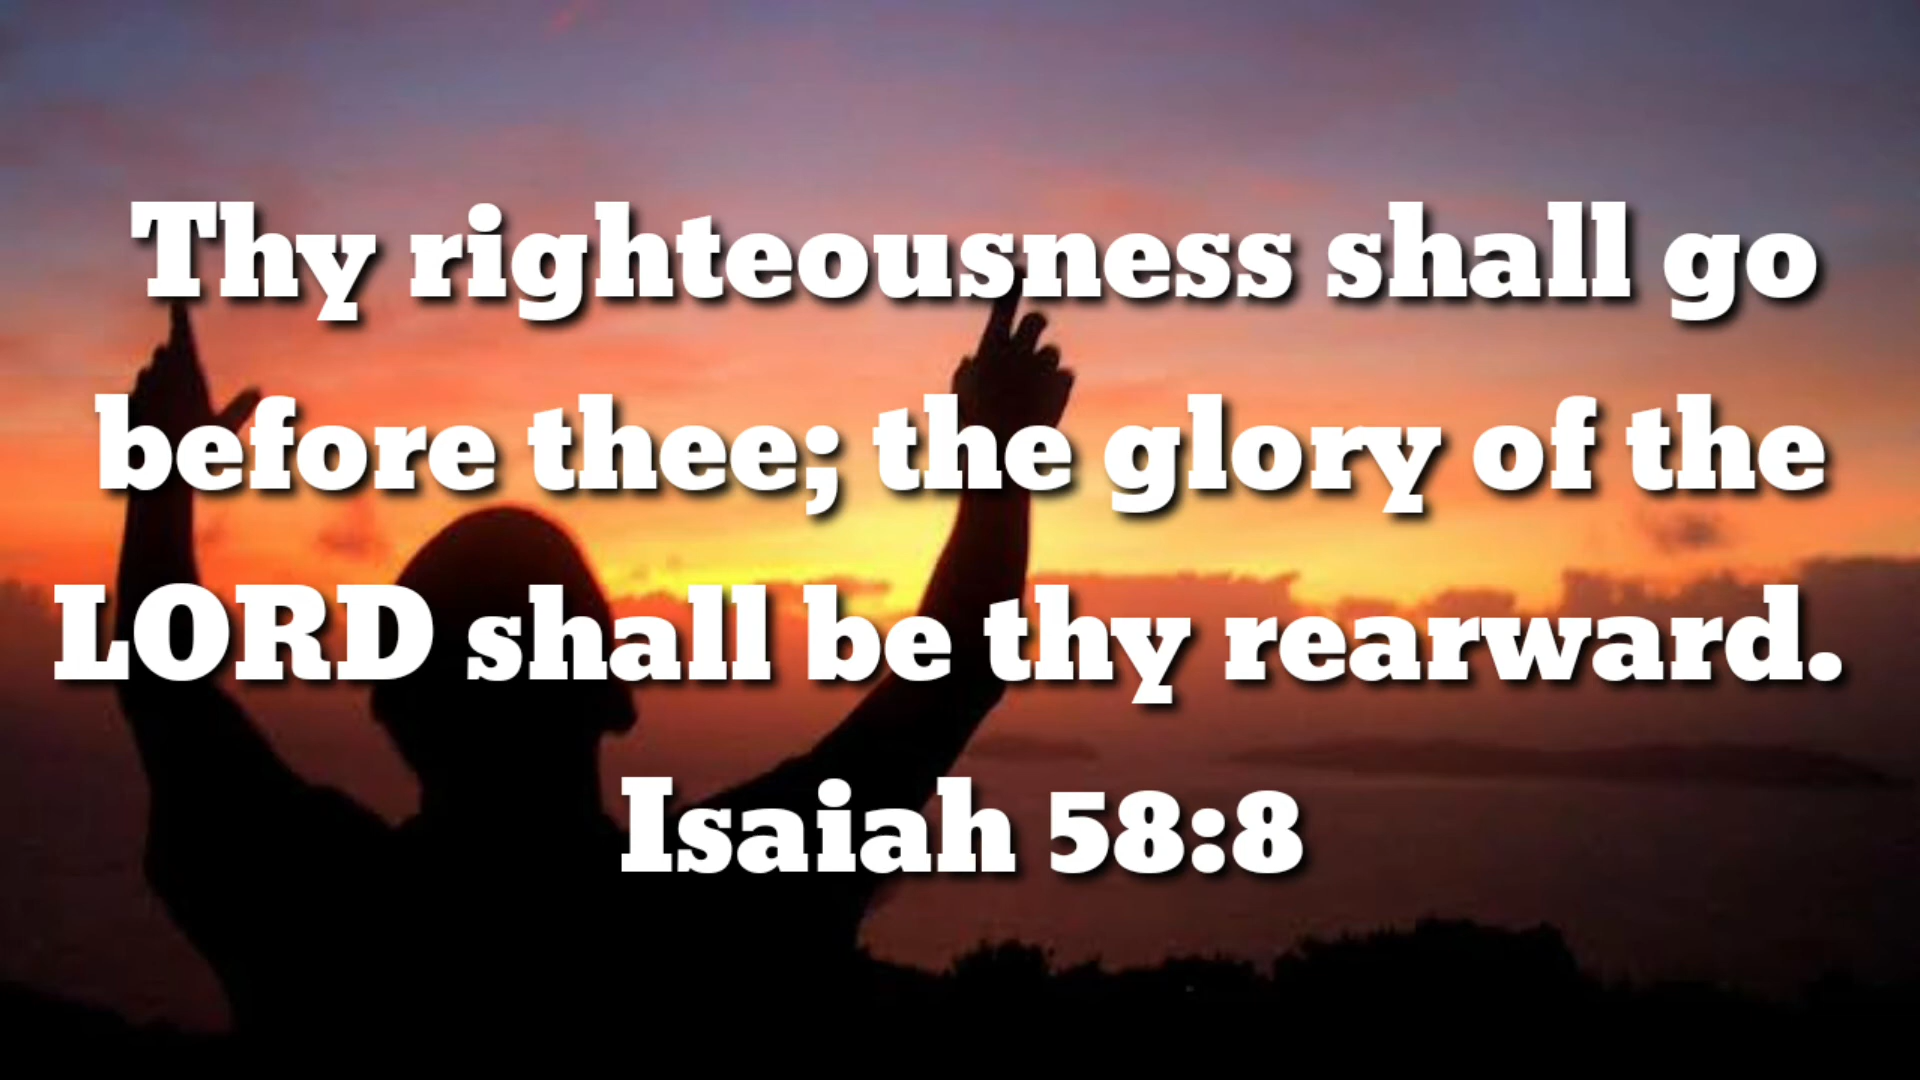 Thy righteousness shall go
before thee; the glory of the
LORD shall be thy rearward.
Isaiah 58:8